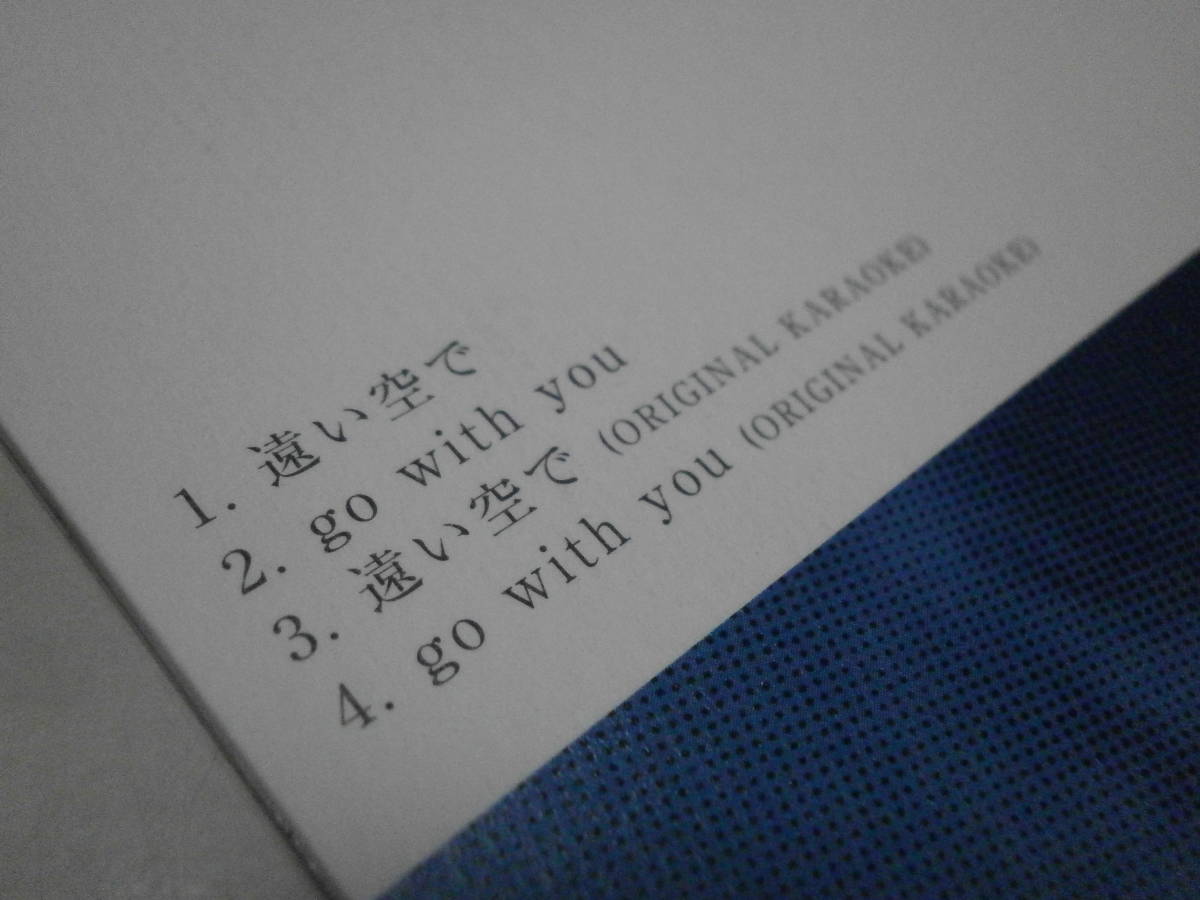 1. 遠い空で
2. go with you
3. 遠い空で (ORIGINAL KARAOKE)
4. go with you (ORIGINAL KARAOKE)